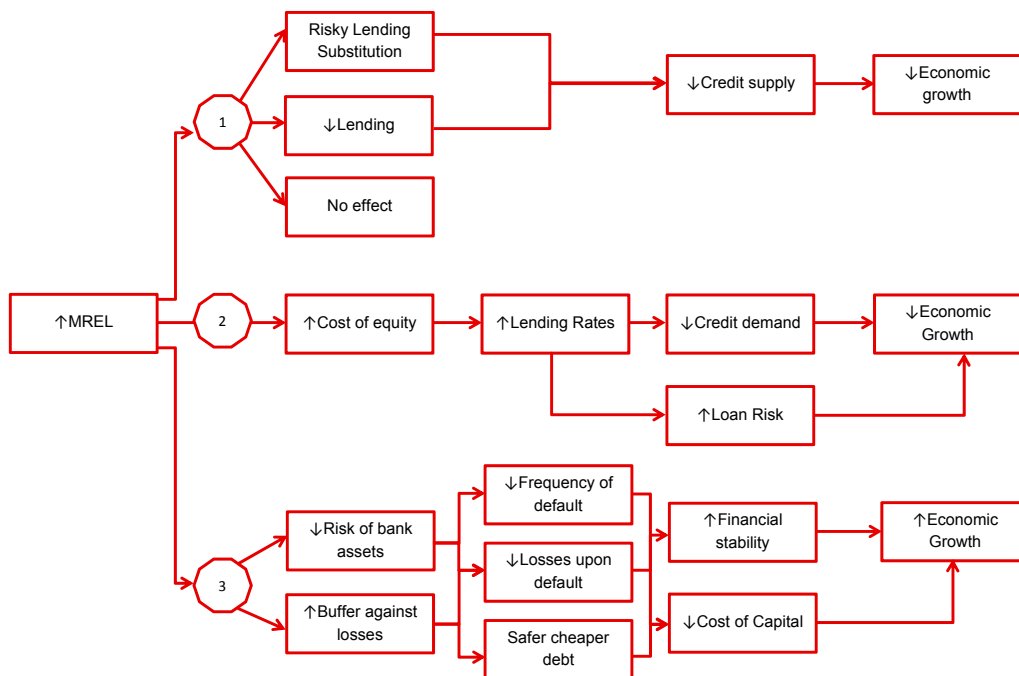 Risky Lending
Substitution
1
↓Lending
↓Credit supply
↓Economic
growth
No effect
↑MREL
2
↑Cost of equity
↑Lending Rates
↓Credit demand
↓Economic
Growth
↑Loan Risk
3
↓Risk of bank
assets
↑Buffer against
losses
↓Frequency of
default
↓Losses upon
default
Safer cheaper
debt
↑Financial
stability
↓Cost of Capital
↑Economic
Growth